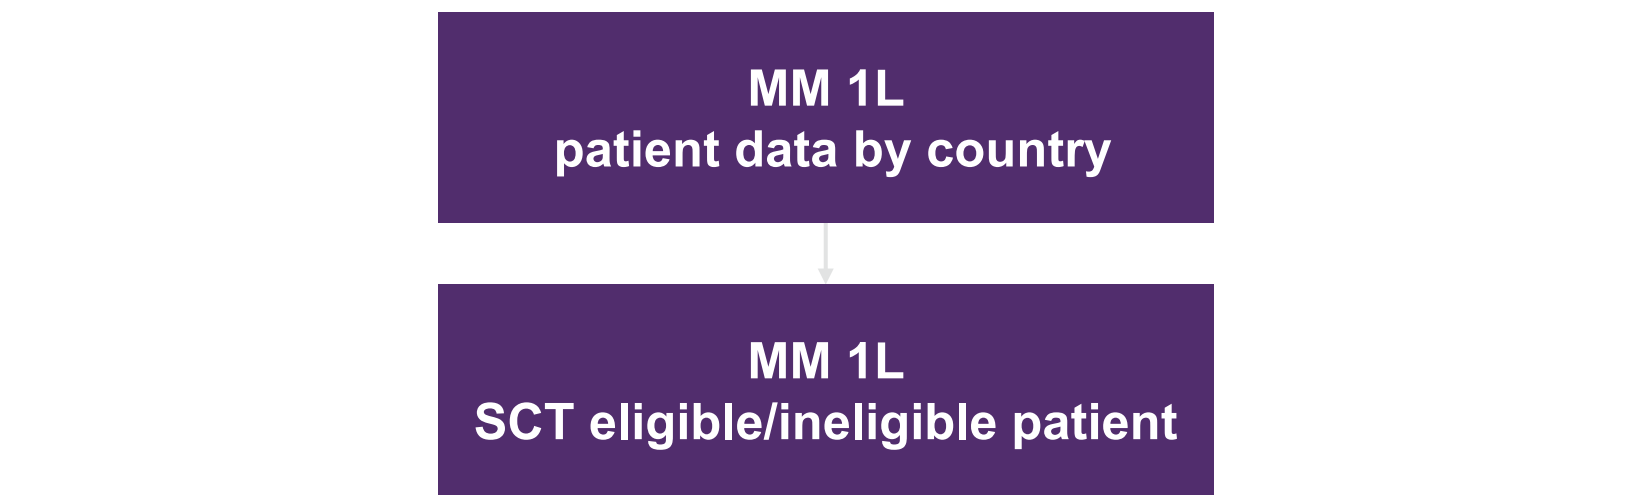 MM 1L
patient data by country
MM 1L
SCT eligible/ineligible patient